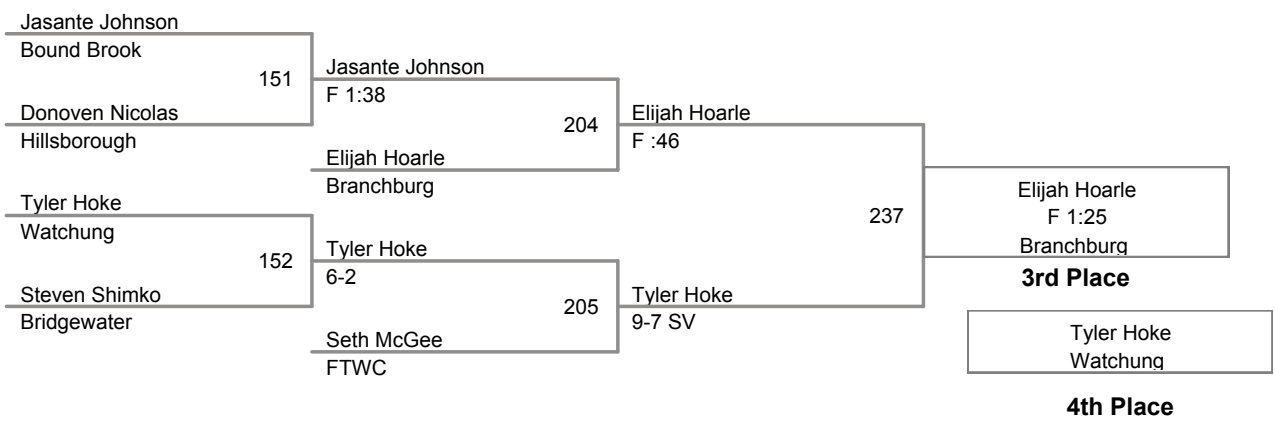 Jasante Johnson
Bound Brook
151
Donoven Nicolas
Hillsborough
Jasante Johnson
F 1:38
204
Elijah Hoarle
Branchburg
Elijah Hoarle
F :46
Tyler Hoke
Watchung
152
Steven Shimko
Bridgewater
Tyler Hoke
6-2
205
Seth McGee
FTWC
Tyler Hoke
9-7 SV
237
Elijah Hoarle
F 1:25
Branchburg
3rd Place
Tyler Hoke
Watchung
4th Place